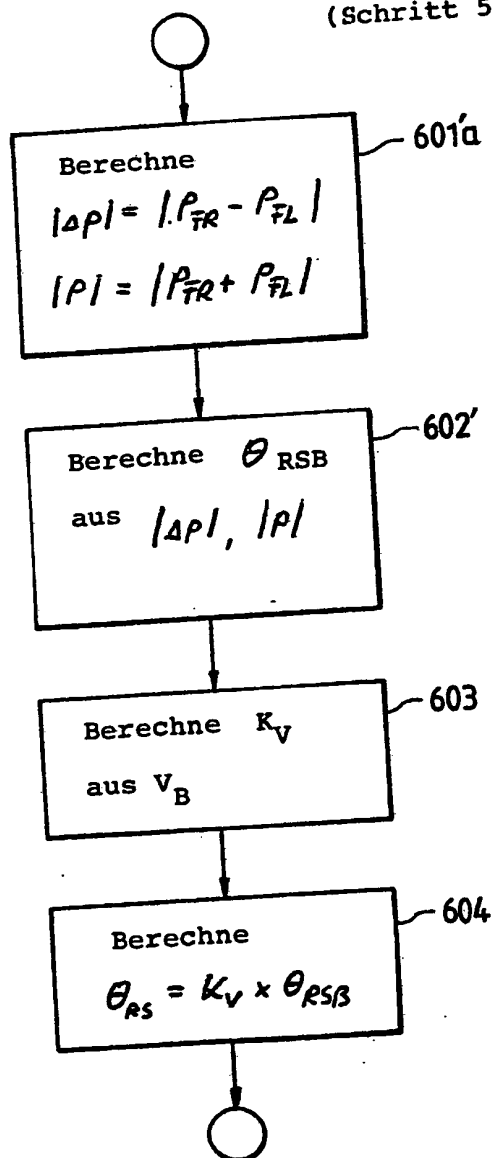 (Schritt 5
601'a
Berechne
|ΔP| = |P_FR - P_FL|
|P| = |P_FR + P_FL|
602'
Berechne θ_RSB
aus |ΔP|, |P|
603
Berechne K_V
aus V_B
604
Berechne
θ_RS = K_V x θ_RSB